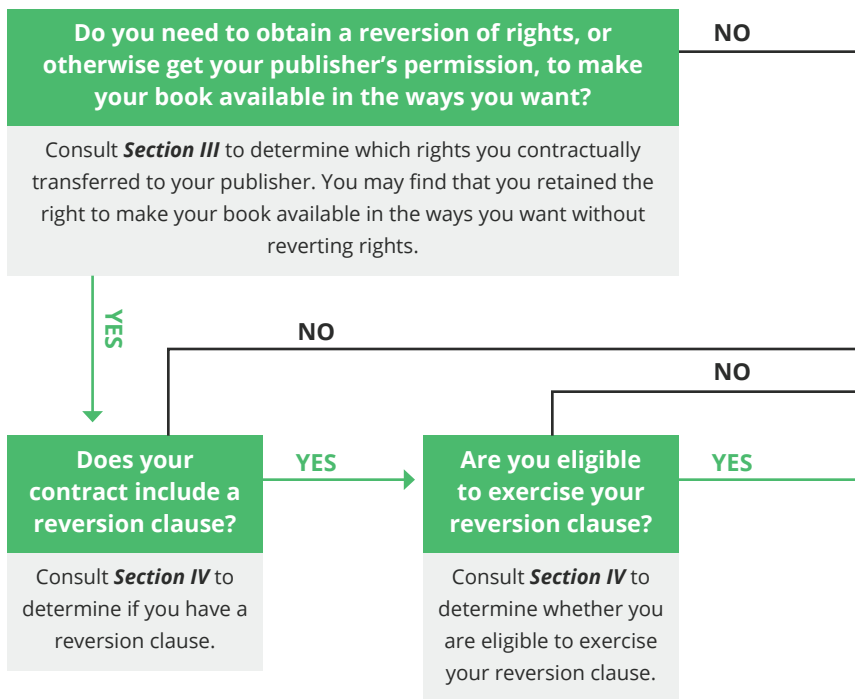 Do you need to obtain a reversion of rights, or
otherwise get your publisher’s permission, to make
your book available in the ways you want?
NO
Consult Section III to determine which rights you contractually
transferred to your publisher. You may find that you retained the
right to make your book available in the ways you want without
reverting rights.
YES
NO
NO
Does your
contract include a
reversion clause?
YES
Are you eligible
to exercise your
reversion clause?
YES
Consult Section IV to
determine if you have a
reversion clause.
Consult Section IV to
determine whether you
are eligible to exercise
your reversion clause.